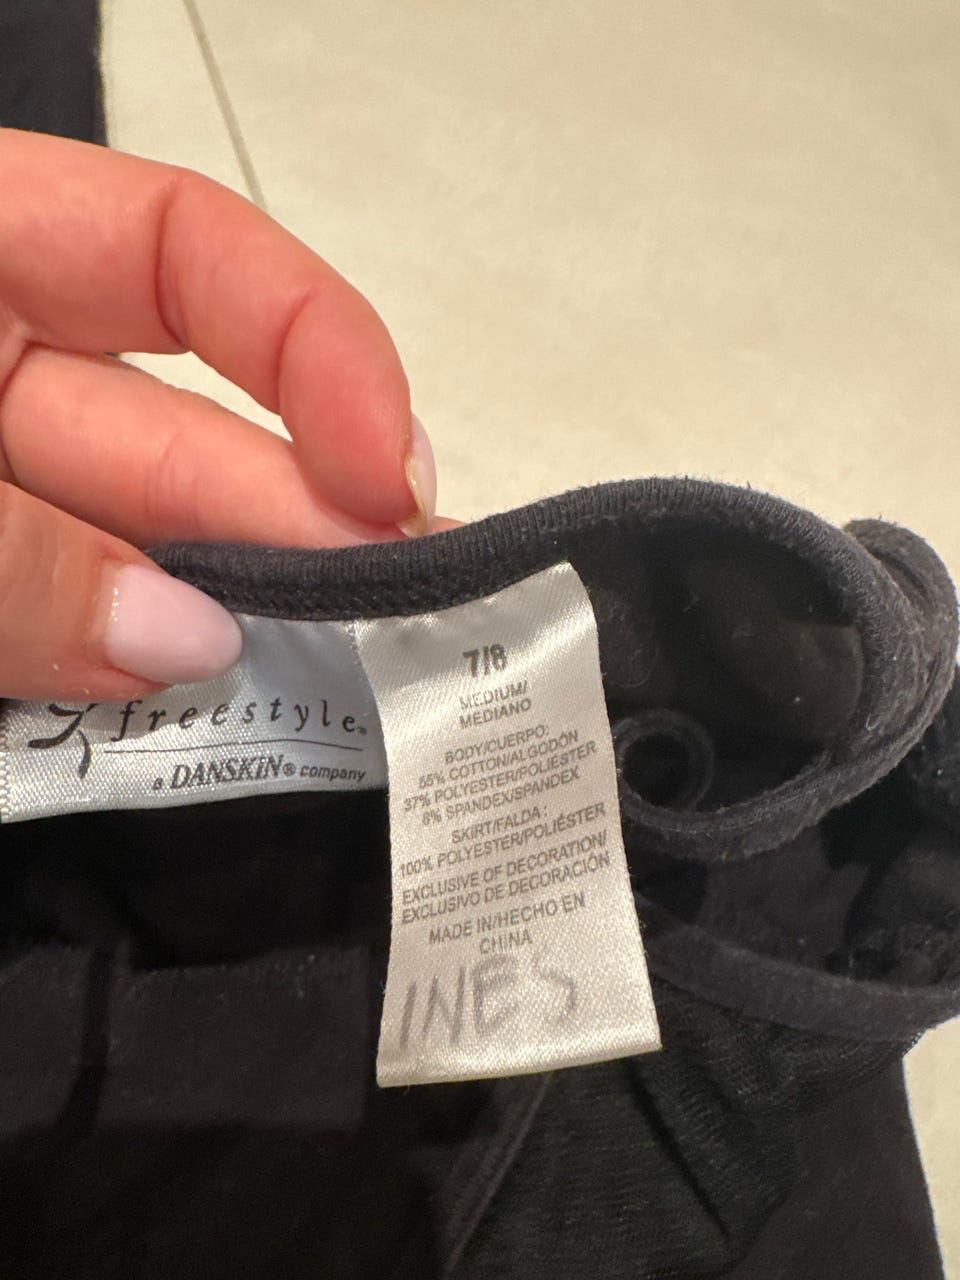 freestyle
a DANSKIN® company
7/8
MEDIUM/
MEDIANO
BODY/CUERPO:
55% COTTON/ALGODÓN
37% POLYESTER/POLIÉSTER
8% SPANDEX/SPANDEX
SKIRT/FALDA:
100% POLYESTER/POLIÉSTER
EXCLUSIVE OF DECORATION/
EXCLUSIVO DE DECORACIÓN
MADE IN/HECHO EN
CHINA
INES